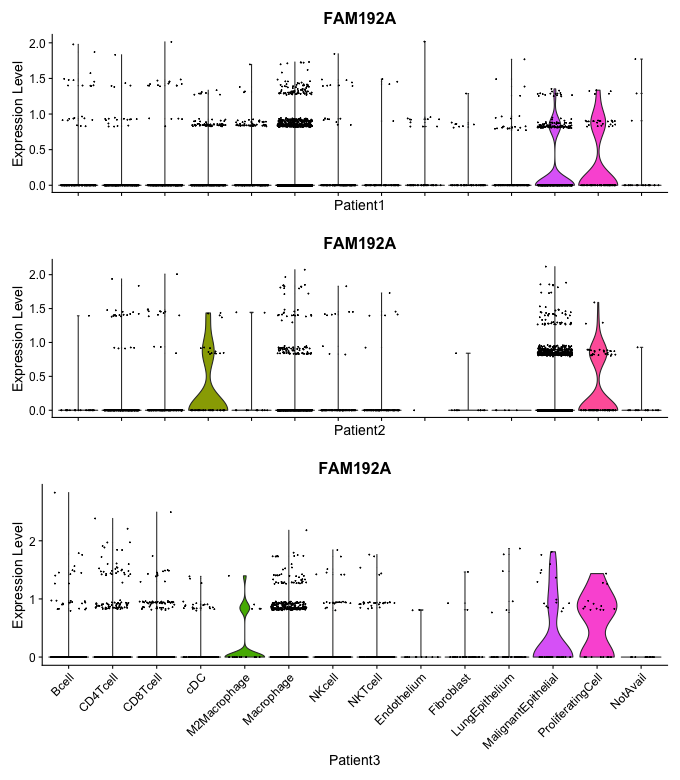 FAM192A
Expression Level
2.0
1.5
1.0
0.5
0.0
Patient1
FAM192A
Expression Level
2.0
1.5
1.0
0.5
0.0
Patient2
FAM192A
Expression Level
2
1
0
Bcell
CD4Tcell
CD8Tcell
cDC
M2Macrophage
Macrophage
NKcell
NKTcell
Endothelium
Fibroblast
LungEpithelium
MalignantEpithelial
ProliferatingCell
NotAvail
Patient3